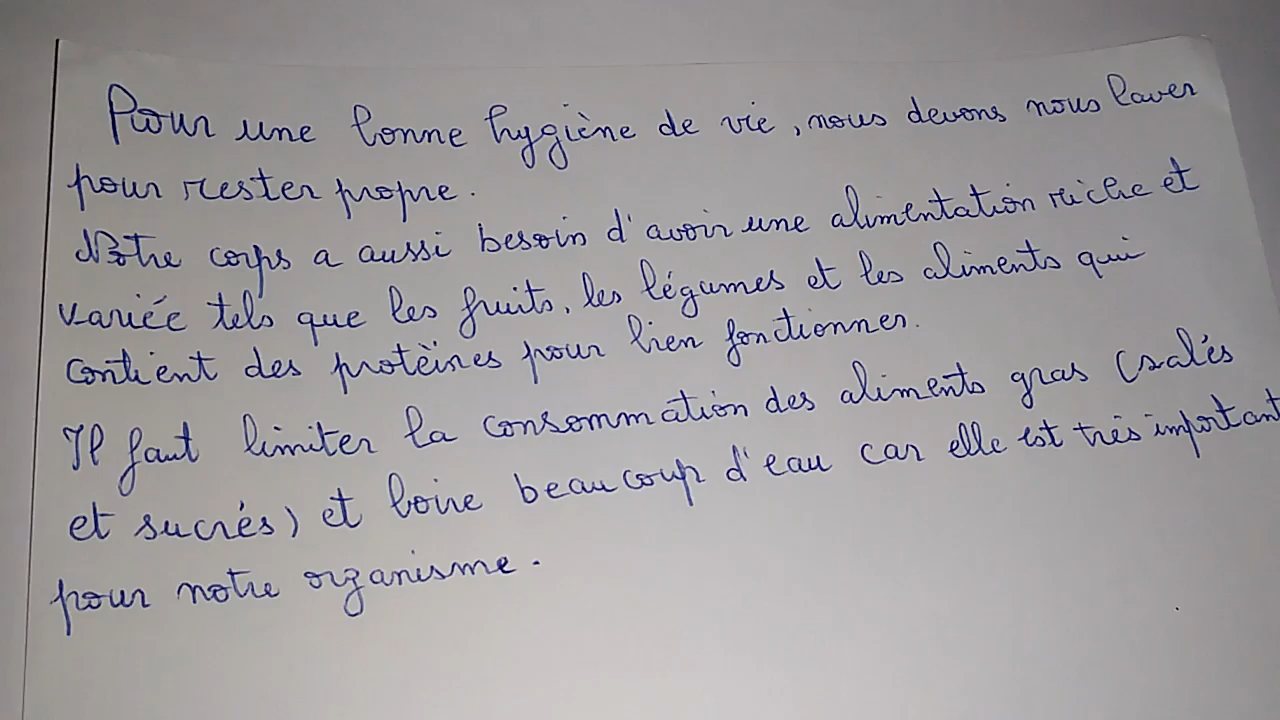 Pour une bonne hygiène de vie, nous devons nous laver
pour rester propre.
Notre corps a aussi besoin d'avoir une alimentation riche et
variée tels que les fruits, les légumes et les aliments qui
contient des protèines pour bien fonctionner.
Il faut limiter la consommation des aliments gras (salés
et sucrés) et boire beaucoup d'eau car elle est très important
pour notre organisme.